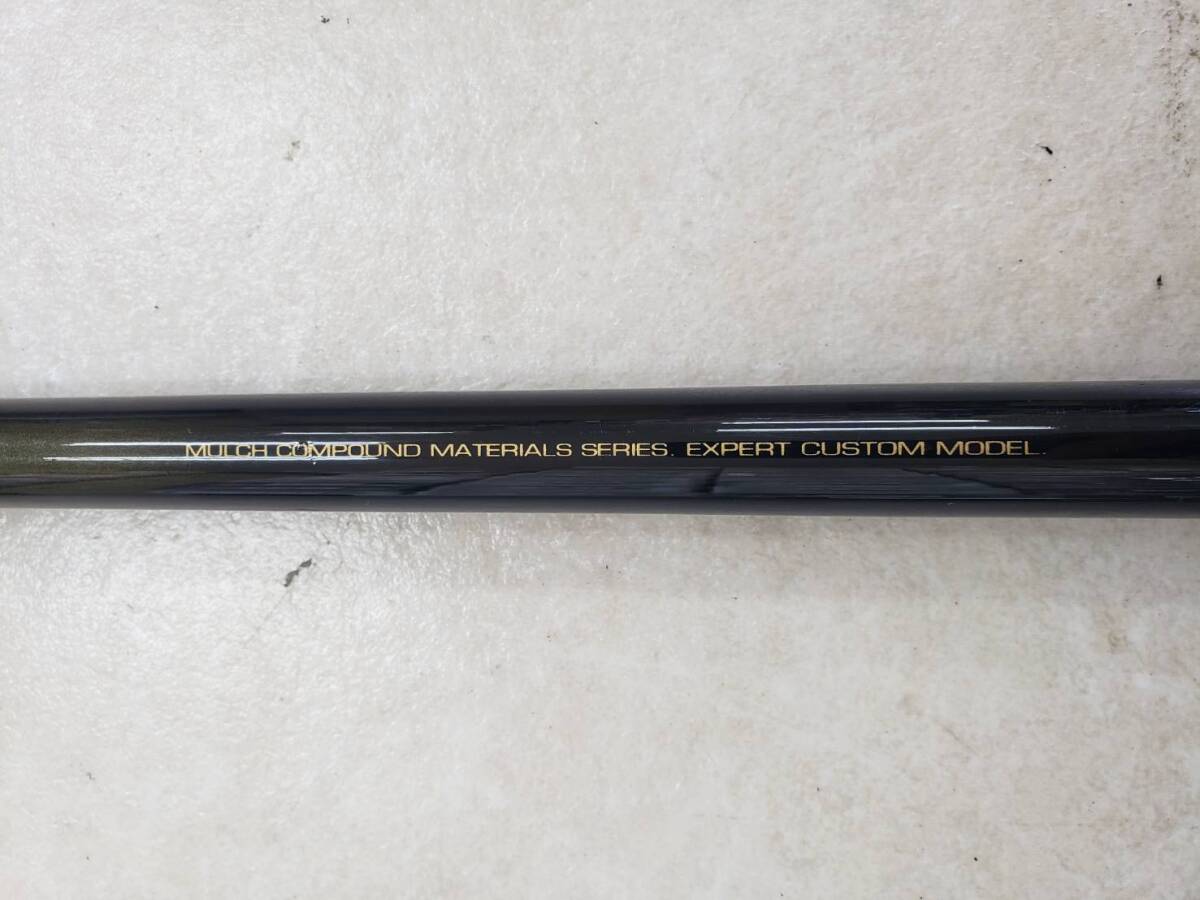 MULCH COMPOUND MATERIALS SERIES. EXPERT CUSTOM MODEL.